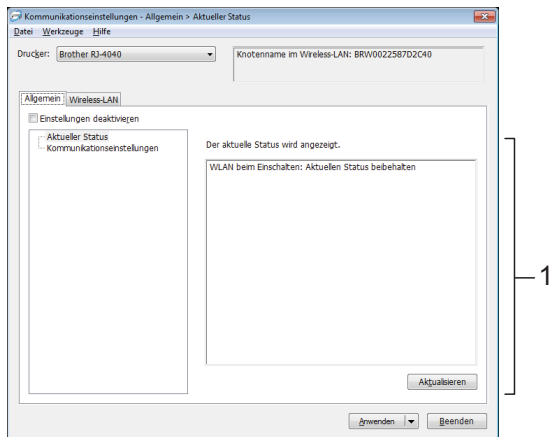 Kommunikationseinstellungen - Allgemein > Aktueller Status
Datei Werkzeuge Hilfe
Drucker: Brother RJ-4040
Knotenname im Wireless-LAN: BRW0022587D2C40
Allgemein Wireless-LAN
Einstellungen deaktivieren
Aktueller Status
Kommunikationseinstellungen
Der aktuelle Status wird angezeigt.
WLAN beim Einschalten: Aktuellen Status beibehalten
1
Aktualisieren
Anwenden Beenden